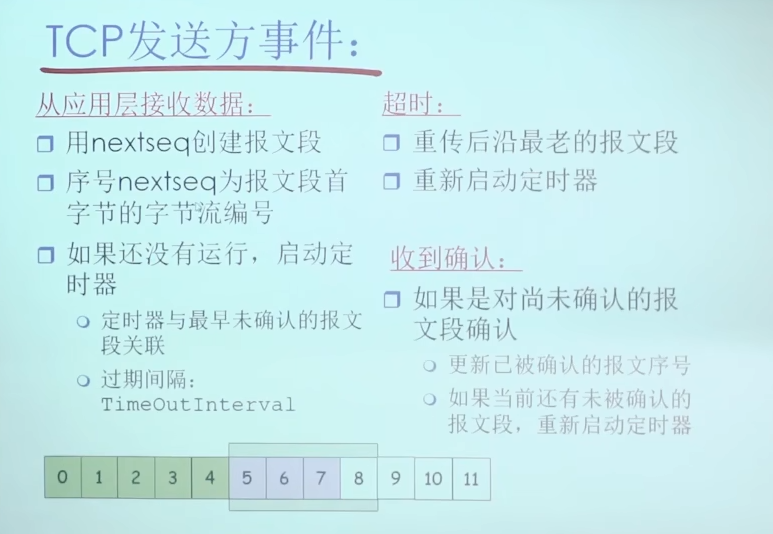 TCP发送方事件：
从应用层接收数据：
用nextseq创建报文段
序号nextseq为报文段首
字节的字节流编号
如果还没有运行，启动定
时器
定时器与最早未确认的报文
段关联
过期间隔：
TimeOutInterval
超时：
重传后沿最老的报文段
重新启动定时器
收到确认：
如果是对尚未确认的报
文段确认
更新已被确认的报文序号
如果当前还有未被确认的
报文段，重新启动定时器
0 1 2 3 4 5 6 7 8 9 10 11